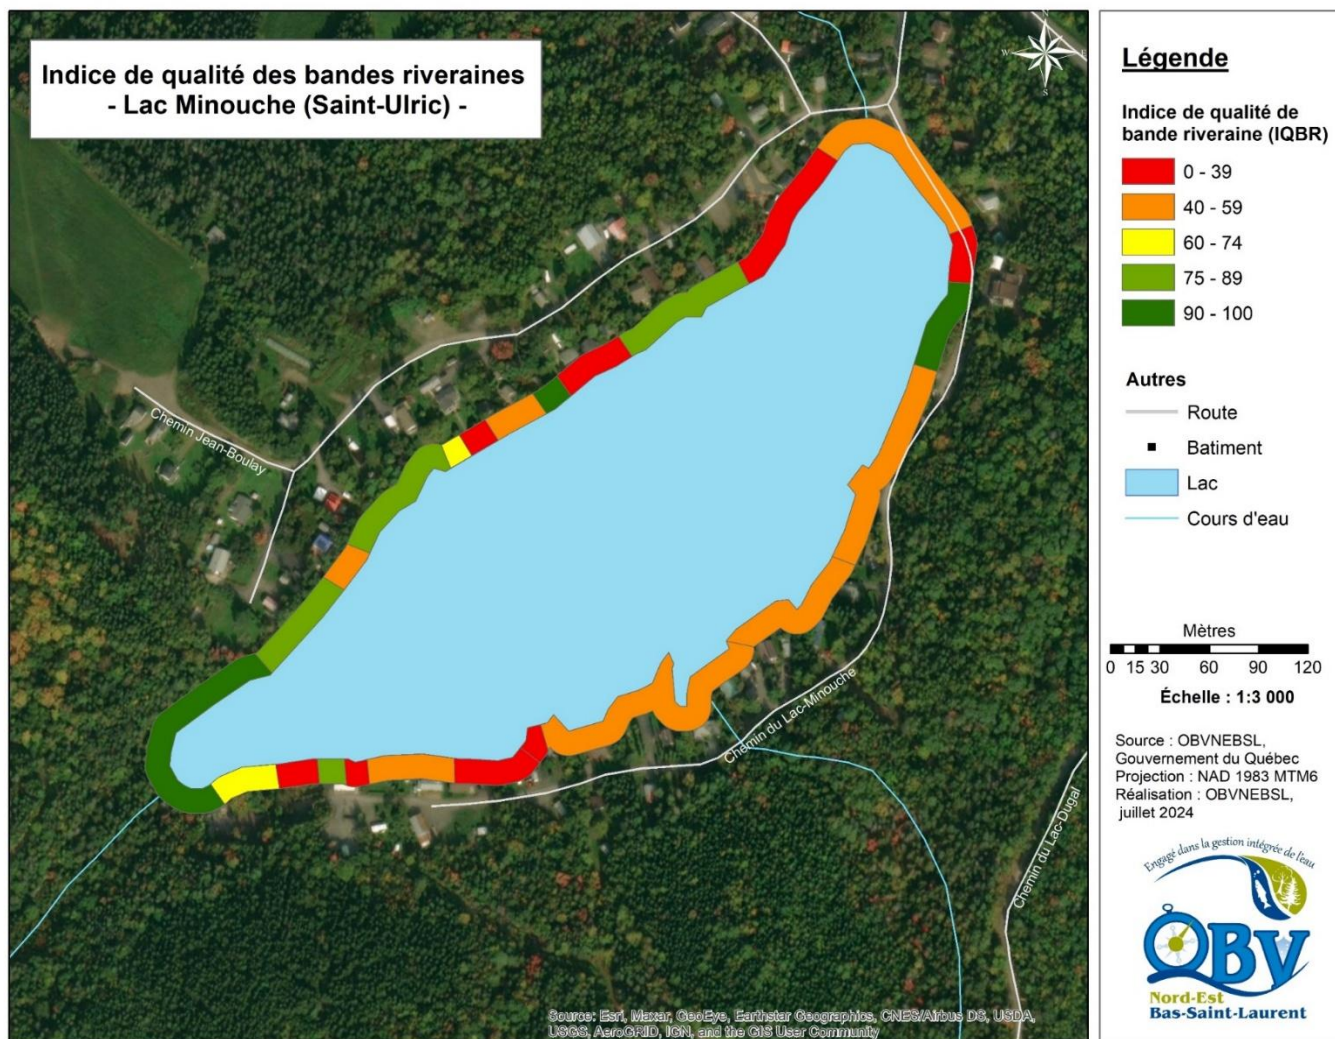 Indice de qualité des bandes riveraines
- Lac Minouche (Saint-Ulric) -
N
W
E
S
Chemin Jean-Boulay
Chemin du Lac-Minouche
Chemin du Lac-Dugal
Source: Esri, Maxar, GeoEye, Earthstar Geographics, CNES/Airbus DS, USDA,
USGS, AeroGRID, IGN, and the GIS User Community
Légende
Indice de qualité de
bande riveraine (IQBR)
0 - 39
40 - 59
60 - 74
75 - 89
90 - 100
Autres
Route
Batiment
Lac
Cours d'eau
Mètres
0 15 30 60 90 120
Échelle : 1:3 000
Source : OBVNEBSL,
Gouvernement du Québec
Projection : NAD 1983 MTM6
Réalisation : OBVNEBSL,
juillet 2024
Engagé dans la gestion intégrée de l'eau
OBV
Nord-Est
Bas-Saint-Laurent